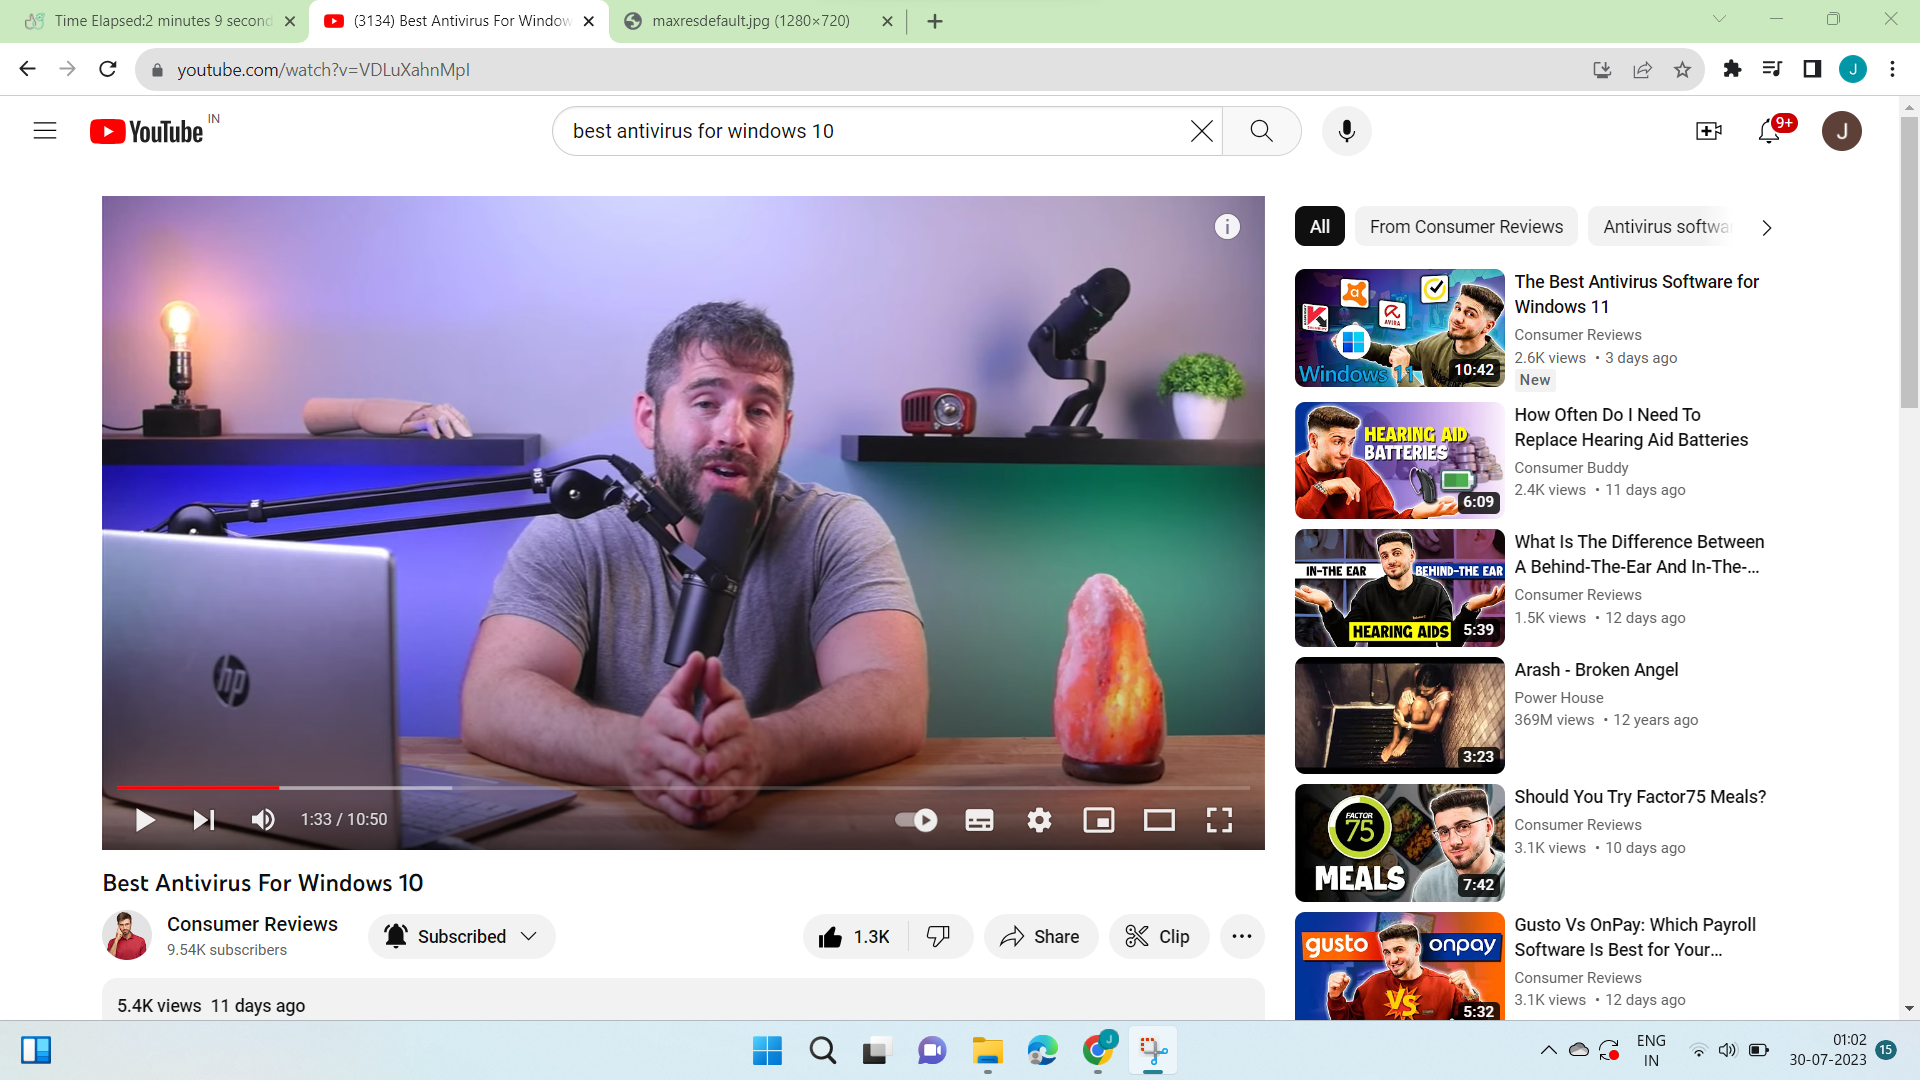 Time Elapsed:2 minutes 9 second
(3134) Best Antivirus For Window
maxresdefault.jpg (1280×720)
youtube.com/watch?v=VDLuXahnMpI
J
YouTube IN
best antivirus for windows 10
9+
J
All
From Consumer Reviews
Antivirus softwa
hp
1:33 / 10:50
Best Antivirus For Windows 10
Consumer Reviews
9.54K subscribers
Subscribed
1.3K
Share
Clip
5.4K views 11 days ago
AVIRA
Windows 11
10:42
The Best Antivirus Software for
Windows 11
Consumer Reviews
2.6K views • 3 days ago
New
HEARING AID
BATTERIES
6:09
How Often Do I Need To
Replace Hearing Aid Batteries
Consumer Buddy
2.4K views • 11 days ago
IN-THE EAR
BEHIND-THE EAR
HEARING AIDS
5:39
What Is The Difference Between
A Behind-The-Ear And In-The-...
Consumer Reviews
1.5K views • 12 days ago
3:23
Arash - Broken Angel
Power House
369M views • 12 years ago
FACTOR
75
MEALS
7:42
Should You Try Factor75 Meals?
Consumer Reviews
3.1K views • 10 days ago
gusto
onpay
VS
5:32
Gusto Vs OnPay: Which Payroll
Software Is Best for Your...
Consumer Reviews
3.1K views • 12 days ago
J
ENG
IN
01:02
30-07-2023
15